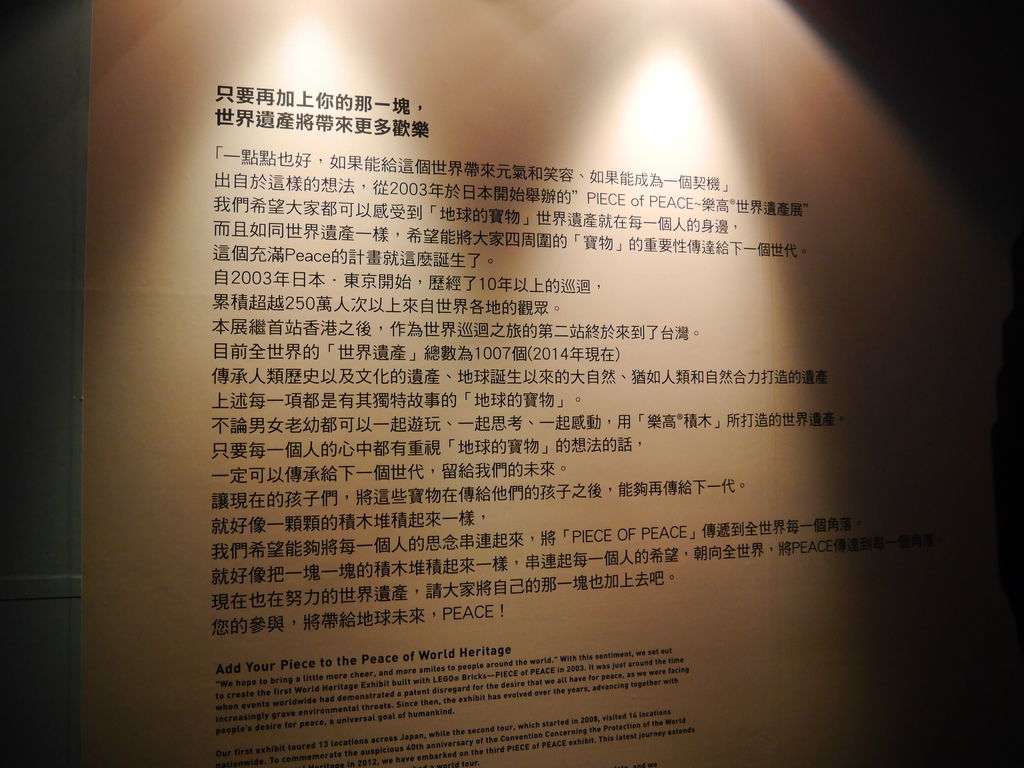 只要再加上你的那一塊，
世界遺產將帶來更多歡樂
「一點點也好，如果能給這個世界帶來元氣和笑容、如果能成為一個契機」
出自於這樣的想法，從2003年於日本開始舉辦的” PIECE of PEACE~樂高®世界遺產展”
我們希望大家都可以感受到「地球的寶物」世界遺產就在每一個人的身邊，
而且如同世界遺產一樣，希望能將大家四周圍的「寶物」的重要性傳達給下一個世代。
這個充滿Peace的計畫就這麼誕生了。
自2003年日本．東京開始，歷經了10年以上的巡迴，
累積超越250萬人次以上來自世界各地的觀眾。
本展繼首站香港之後，作為世界巡迴之旅的第二站終於來到了台灣。
目前全世界的「世界遺產」總數為1007個(2014年現在)
傳承人類歷史以及文化的遺產、地球誕生以來的大自然、猶如人類和自然合力打造的遺產
上述每一項都是有其獨特故事的「地球的寶物」。
不論男女老幼都可以一起遊玩、一起思考、一起感動，用「樂高®積木」所打造的世界遺產。
只要每一個人的心中都有重視「地球的寶物」的想法的話，
一定可以傳承給下一個世代，留給我們的未來。
讓現在的孩子們，將這些寶物在傳給他們的孩子之後，能夠再傳給下一代。
就好像一顆顆的積木堆積起來一樣，
我們希望能夠將每一個人的思念串連起來，將「PIECE OF PEACE」傳遞到全世界每一個角落。
就好像把一塊一塊的積木堆積起來一樣，串連起每一個人的希望，朝向全世界，將PEACE傳達到每一個角落。
現在也在努力的世界遺產，請大家將自己的那一塊也加上去吧。
您的參與，將帶給地球未來，PEACE！
Add Your Piece to the Peace of World Heritage
"We hope to bring a little more cheer, and more smiles to people around the world." With this sentiment, we set out
to create the first World Heritage Exhibit built with LEGO® Bricks—PIECE of PEACE in 2003. It was just around the time
when events worldwide had demonstrated a patent disregard for the desire that we all have for peace, as we were facing
increasingly grave environmental threats. Since then, the exhibit has evolved over the years, advancing together with
people's desire for peace, a universal goal of humankind.
Our first exhibit toured 13 locations across Japan, while the second tour, which started in 2008, visited 14 locations
nationwide. To commemorate the auspicious 40th anniversary of the Convention Concerning the Protection of the World
Heritage in 2012, we have embarked on the third PIECE of PEACE exhibit. This latest journey extends
a world tour.
and we